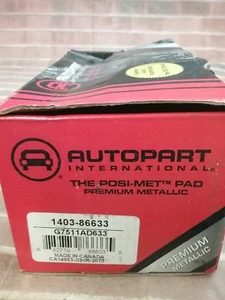 AUTOPART
INTERNATIONAL®
THE POSI-MET™ PAD
PREMIUM METALLIC
1403-86633
G7511AD633
MADE IN CANADA
PREMIUM
METALLIC